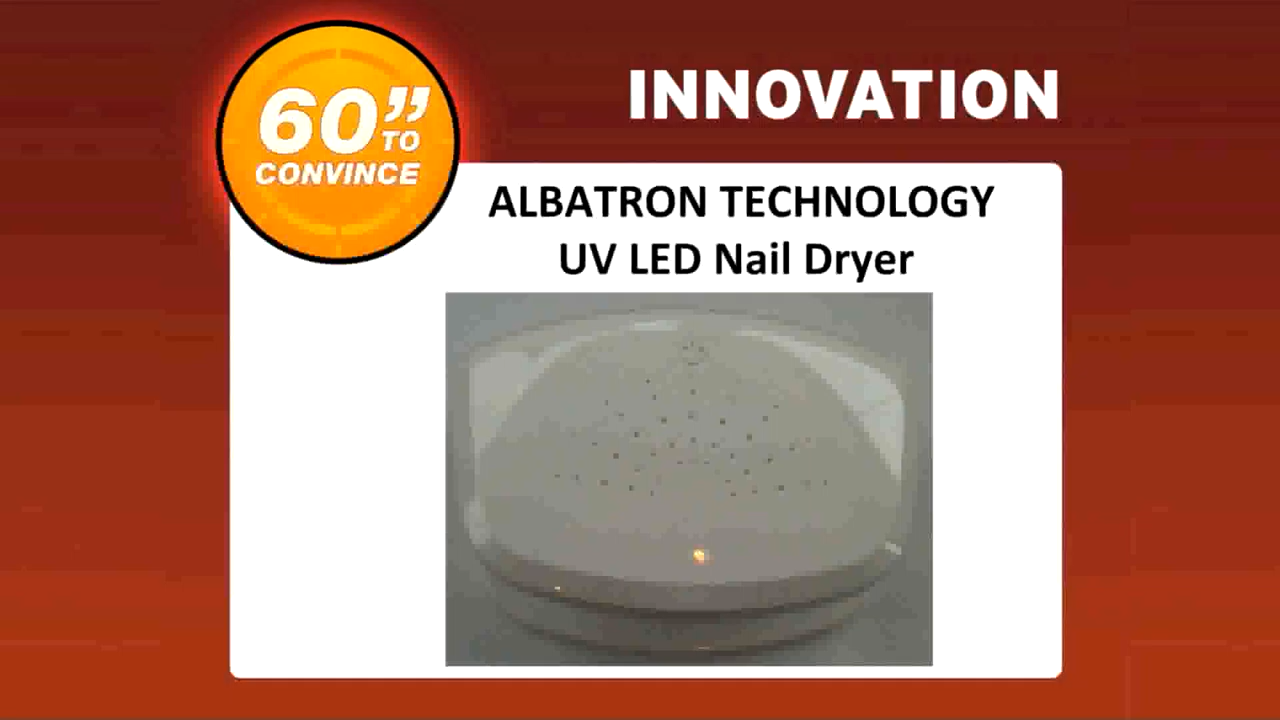 60”
TO
CONVINCE
INNOVATION
ALBATRON TECHNOLOGY
UV LED Nail Dryer